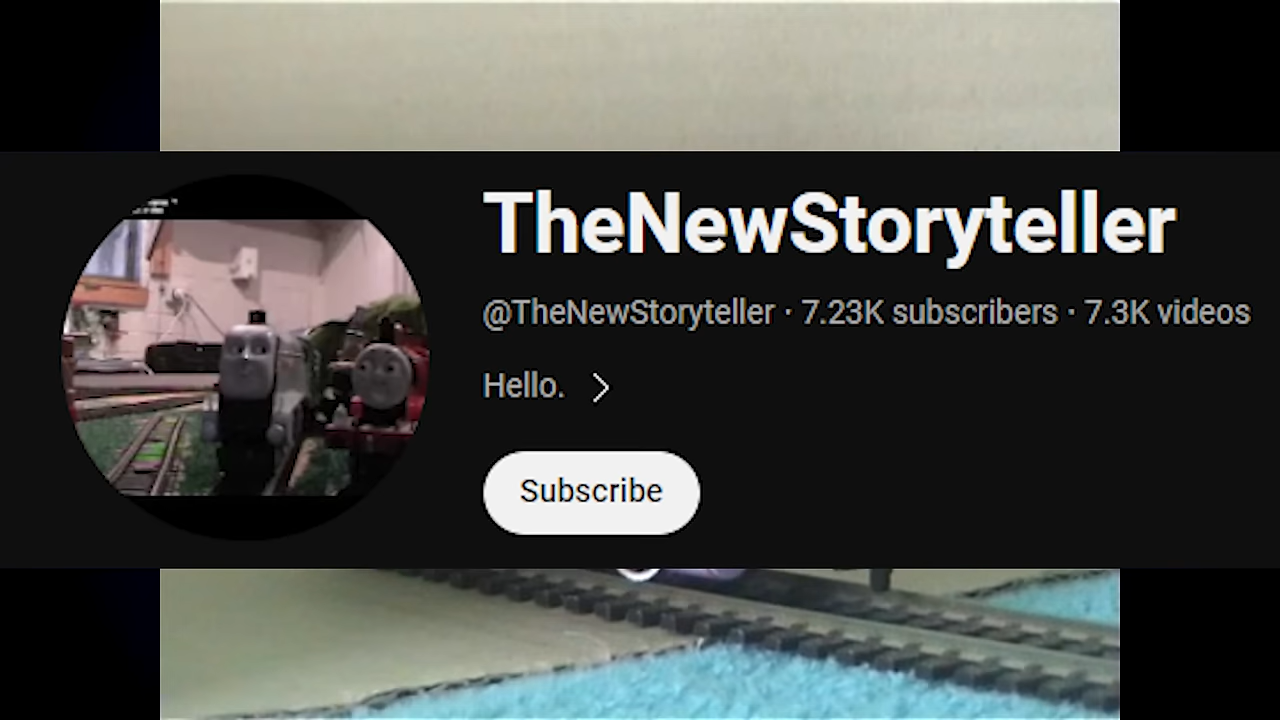 TheNewStoryteller
@TheNewStoryteller · 7.23K subscribers · 7.3K videos
Hello.
Subscribe